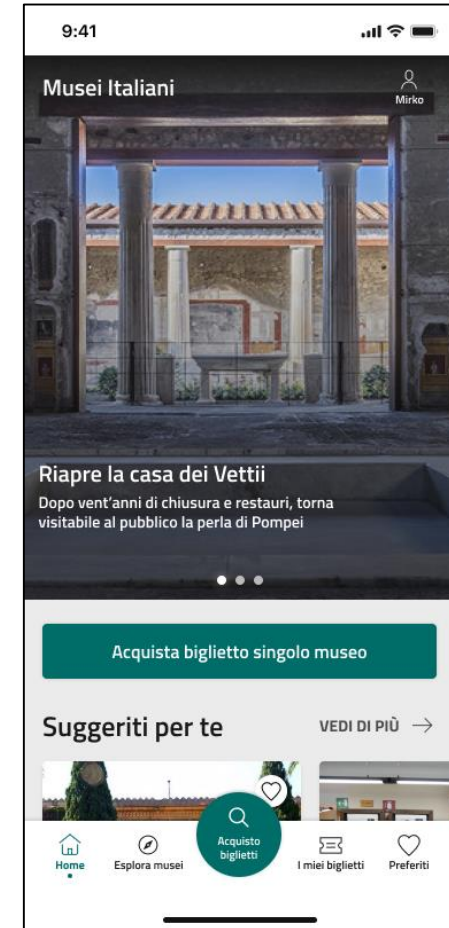 9:41
Musei Italiani
Mirko
Riapre la casa dei Vettii
Dopo vent'anni di chiusura e restauri, torna
visitabile al pubblico la perla di Pompei
Acquista biglietto singolo museo
Suggeriti per te
VEDI DI PIÙ
Home
Esplora musei
Acquisto
biglietti
I miei biglietti
Preferiti